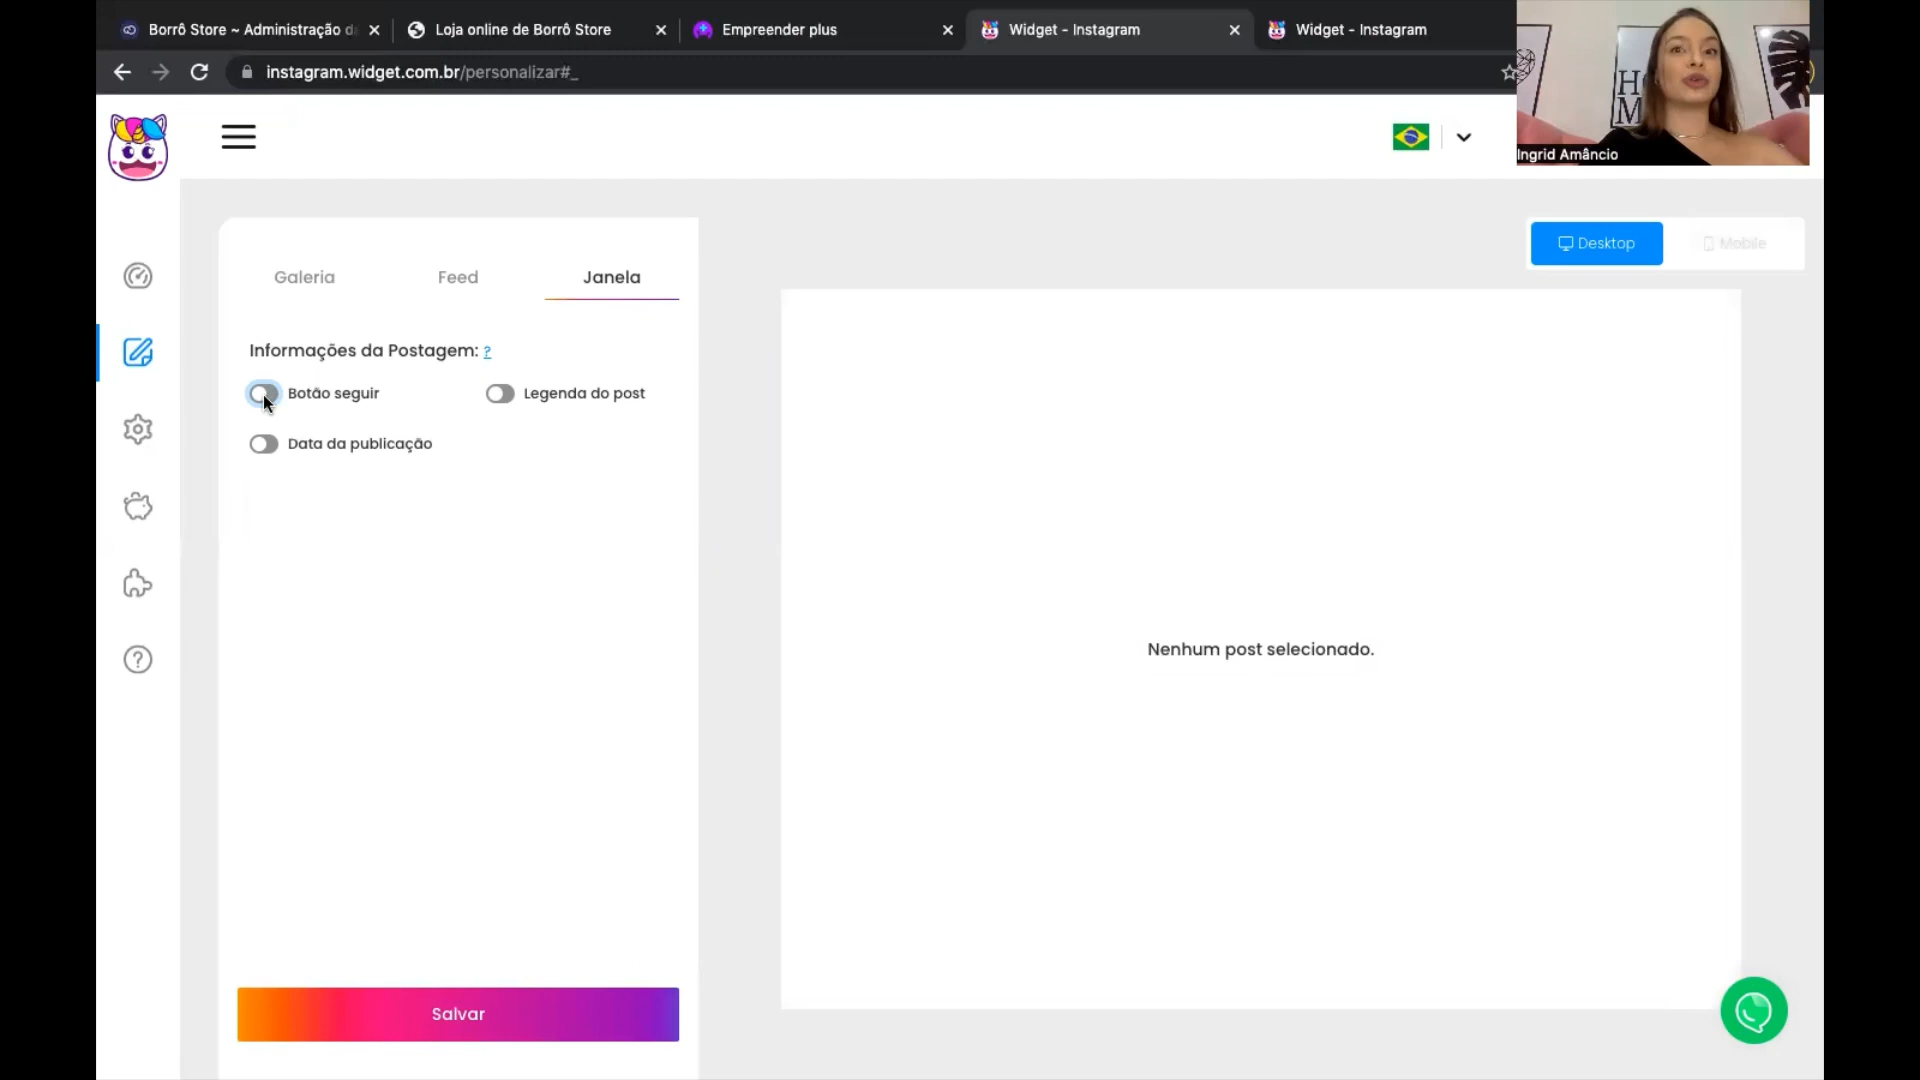 Borrô Store ~ Administração d
Loja online de Borrô Store
Empreender plus
Widget - Instagram
Widget - Instagram
instagram.widget.com.br/personalizar#_
H
M
Ingrid Amâncio
Desktop
Mobile
Galeria
Feed
Janela
Informações da Postagem: ?
Botão seguir
Legenda do post
Data da publicação
Nenhum post selecionado.
Salvar